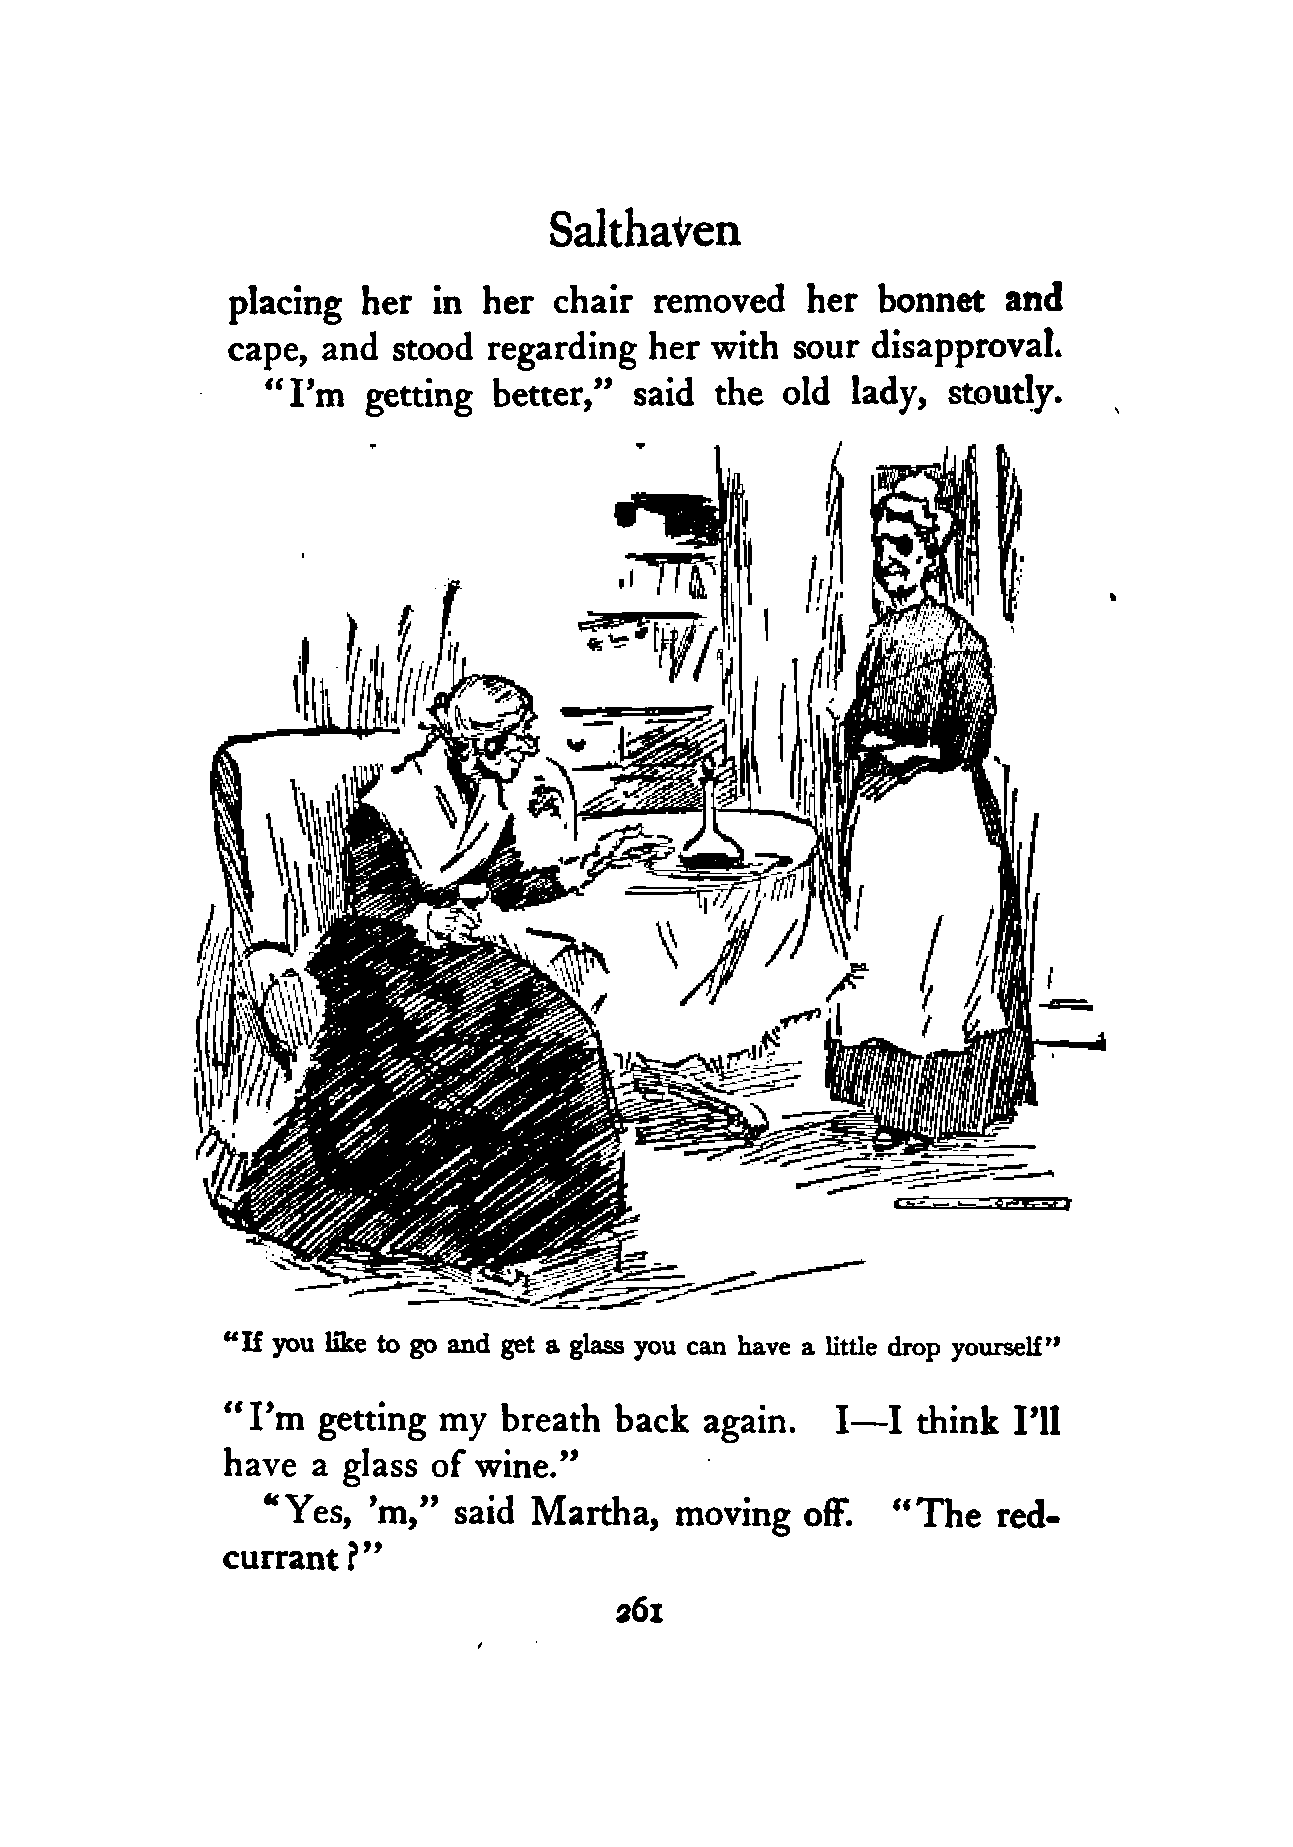 Salthaven
placing her in her chair removed her bonnet and
cape, and stood regarding her with sour disapproval.
“I’m getting better,” said the old lady, stoutly.
“If you like to go and get a glass you can have a little drop yourself”
“I’m getting my breath back again. I—I think I’ll
have a glass of wine.”
“Yes, ’m,” said Martha, moving off. “The red-
currant?”
261